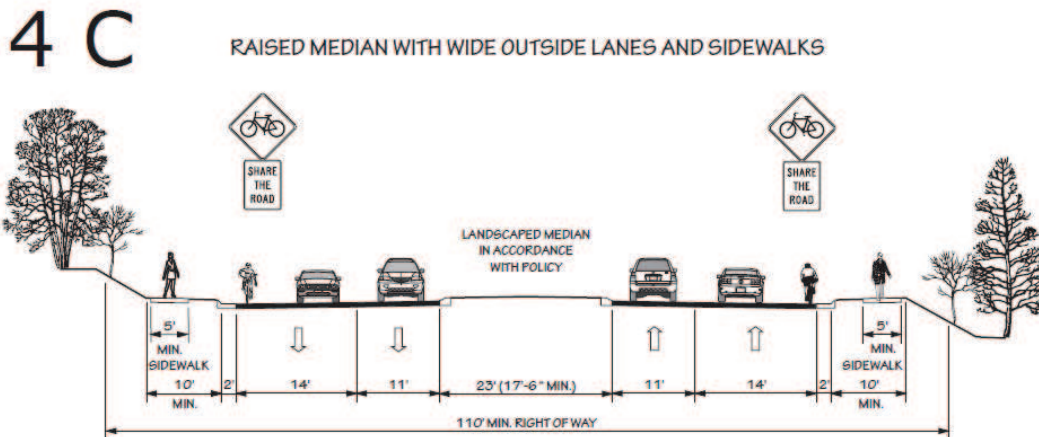 4 C
RAISED MEDIAN WITH WIDE OUTSIDE LANES AND SIDEWALKS
SHARE
THE
ROAD
SHARE
THE
ROAD
LANDSCAPED MEDIAN
IN ACCORDANCE
WITH POLICY
5'
MIN.
SIDEWALK
5'
MIN.
SIDEWALK
10'
MIN.
2'
14'
11'
23' (17'-6" MIN.)
11'
14'
2'
10'
MIN.
110' MIN. RIGHT OF WAY